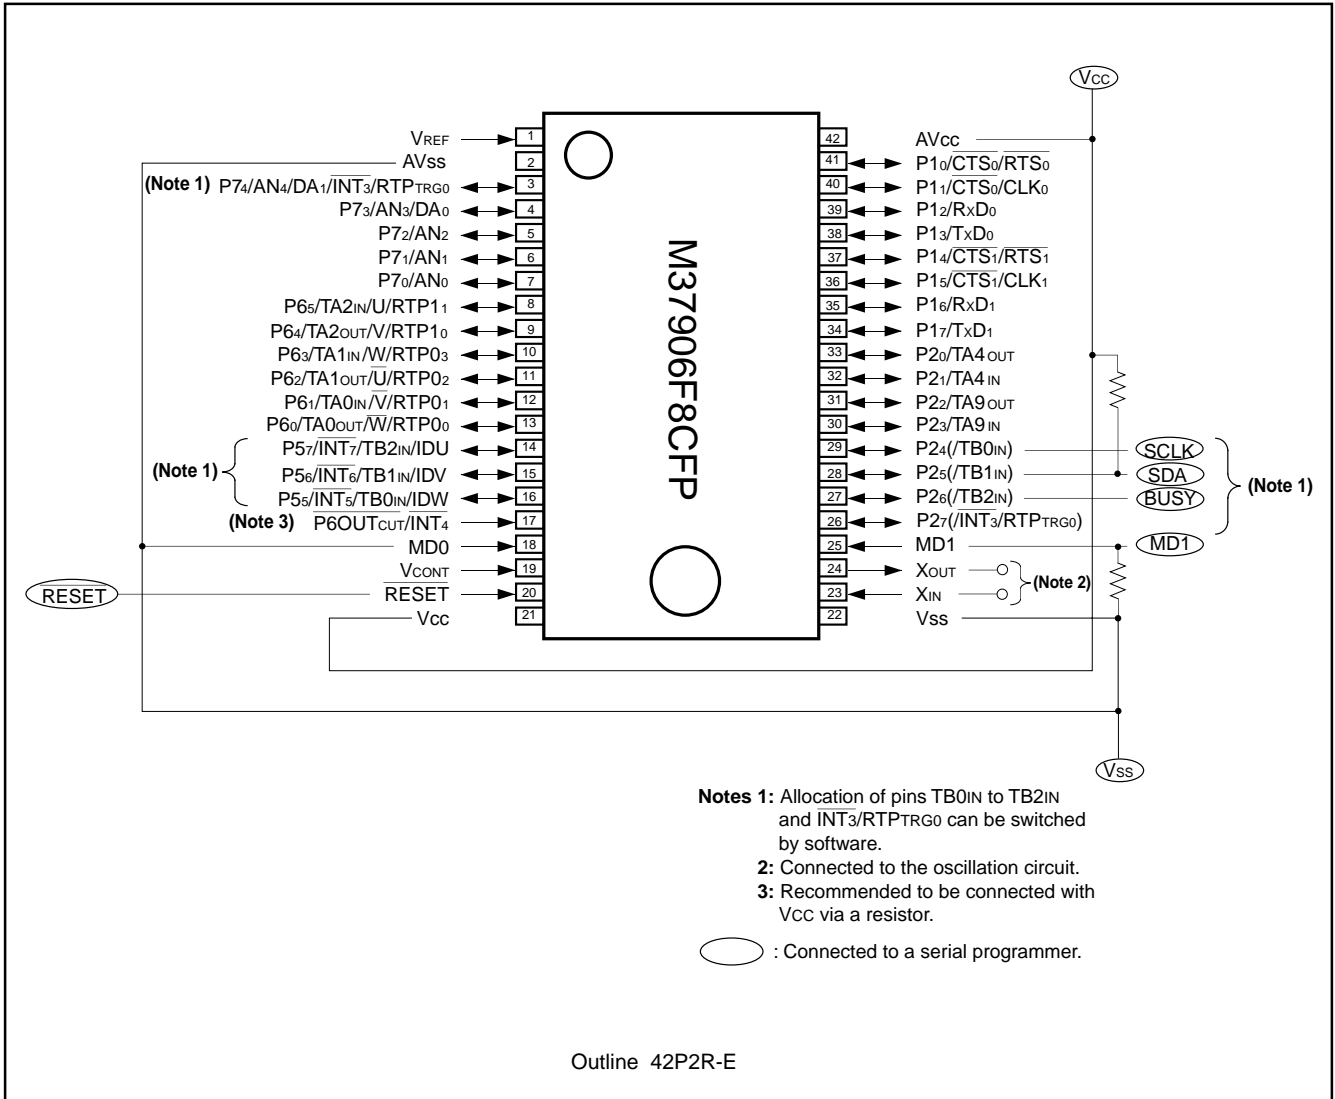 Vcc
VREF 1
AVss 2
(Note 1) P74/AN4/DA1/INT3/RTPTRG0 3
P73/AN3/DA0 4
P72/AN2 5
P71/AN1 6
P70/AN0 7
P65/TA2IN/U/RTP11 8
P64/TA2OUT/V/RTP10 9
P63/TA1IN/W/RTP03 10
P62/TA1OUT/U/RTP02 11
P61/TA0IN/V/RTP01 12
P60/TA0OUT/W/RTP00 13
P57/INT7/TB2IN/IDU 14
(Note 1) P56/INT6/TB1IN/IDV 15
P55/INT5/TB0IN/IDW 16
(Note 3) P6OUTCUT/INT4 17
MD0 18
VCONT 19
RESET RESET 20
Vcc 21
M37906F8CFP
42 AVcc
41 P10/CTS0/RTS0
40 P11/CTS0/CLK0
39 P12/RxD0
38 P13/TxD0
37 P14/CTS1/RTS1
36 P15/CTS1/CLK1
35 P16/RxD1
34 P17/TxD1
33 P20/TA4OUT
32 P21/TA4IN
31 P22/TA9OUT
30 P23/TA9IN
29 P24(/TB0IN) SCLK
28 P25(/TB1IN) SDA (Note 1)
27 P26(/TB2IN) BUSY
26 P27(/INT3/RTPTRG0)
25 MD1 MD1
24 XOUT (Note 2)
23 XIN
22 Vss
Vss
Notes 1: Allocation of pins TB0IN to TB2IN
and INT3/RTPTRG0 can be switched
by software.
2: Connected to the oscillation circuit.
3: Recommended to be connected with
VCC via a resistor.
: Connected to a serial programmer.
Outline 42P2R-E